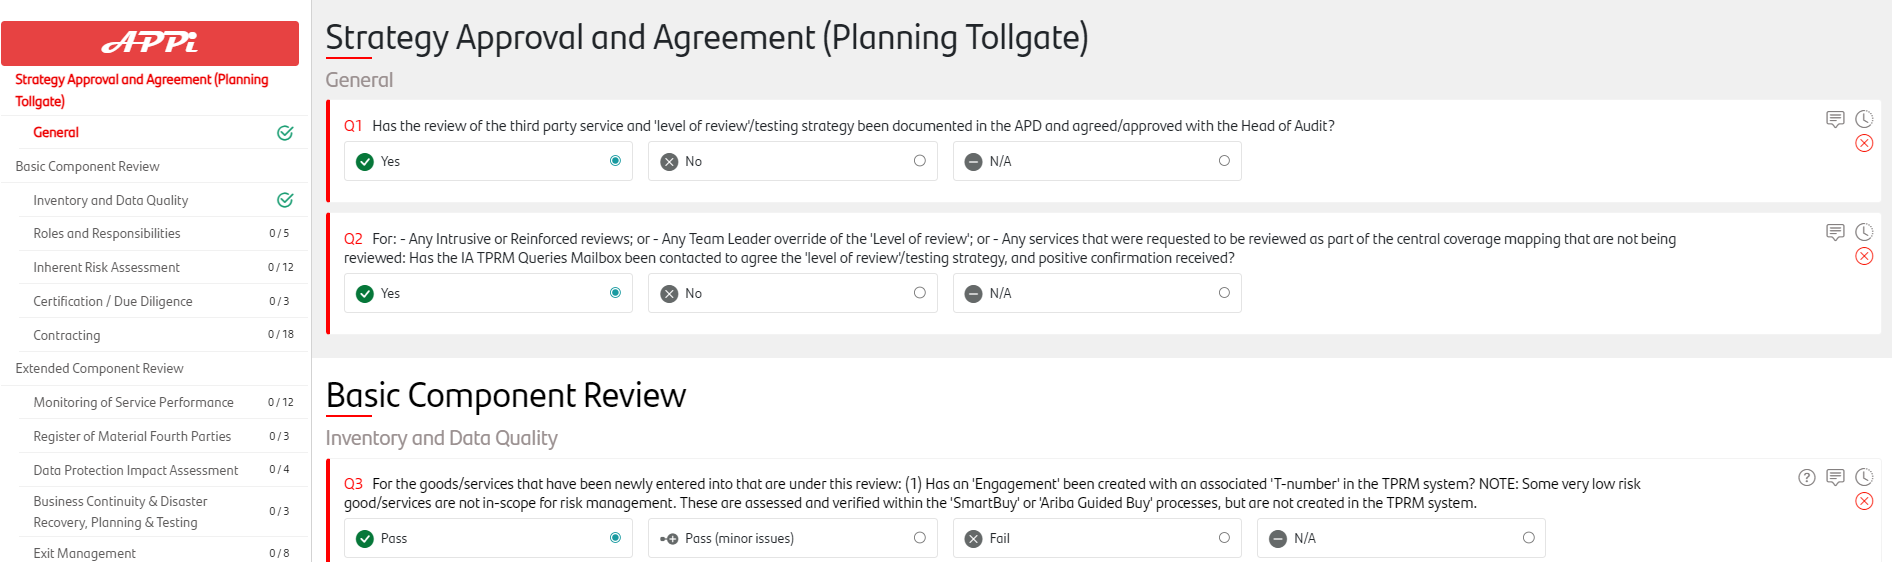 APPi
Strategy Approval and Agreement (Planning
Tollgate)
General
Basic Component Review
Inventory and Data Quality
Roles and Responsibilities 0 / 5
Inherent Risk Assessment 0 / 12
Certification / Due Diligence 0 / 3
Contracting 0 / 18
Extended Component Review
Monitoring of Service Performance 0 / 12
Register of Material Fourth Parties 0 / 3
Data Protection Impact Assessment 0 / 4
Business Continuity & Disaster
Recovery, Planning & Testing 0 / 3
Exit Management 0 / 8
Strategy Approval and Agreement (Planning Tollgate)
General
Q1 Has the review of the third party service and 'level of review'/testing strategy been documented in the APD and agreed/approved with the Head of Audit?
Yes No N/A
Q2 For: - Any Intrusive or Reinforced reviews; or - Any Team Leader override of the 'Level of review'; or - Any services that were requested to be reviewed as part of the central coverage mapping that are not being
reviewed: Has the IA TPRM Queries Mailbox been contacted to agree the 'level of review'/testing strategy, and positive confirmation received?
Yes No N/A
Basic Component Review
Inventory and Data Quality
Q3 For the goods/services that have been newly entered into that are under this review: (1) Has an 'Engagement' been created with an associated 'T-number' in the TPRM system? NOTE: Some very low risk
good/services are not in-scope for risk management. These are assessed and verified within the 'SmartBuy' or 'Ariba Guided Buy' processes, but are not created in the TPRM system.
Pass Pass (minor issues) Fail N/A